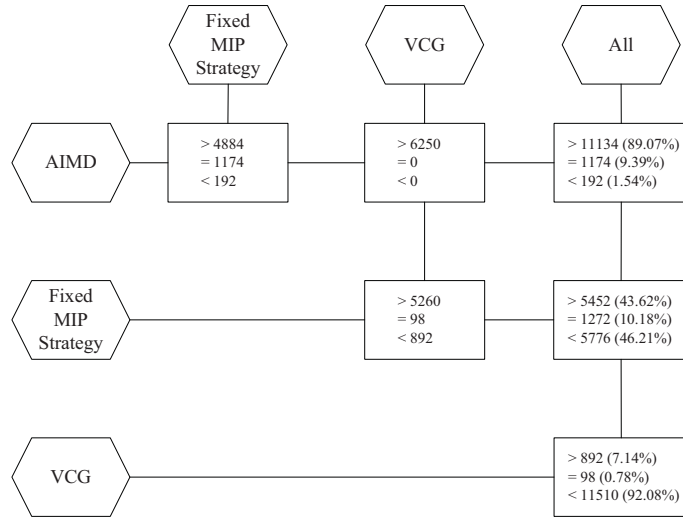 Fixed
MIP
Strategy
VCG
All
AIMD
> 4884
= 1174
< 192
> 6250
= 0
< 0
> 11134 (89.07%)
= 1174 (9.39%)
< 192 (1.54%)
Fixed
MIP
Strategy
> 5260
= 98
< 892
> 5452 (43.62%)
= 1272 (10.18%)
< 5776 (46.21%)
VCG
> 892 (7.14%)
= 98 (0.78%)
< 11510 (92.08%)